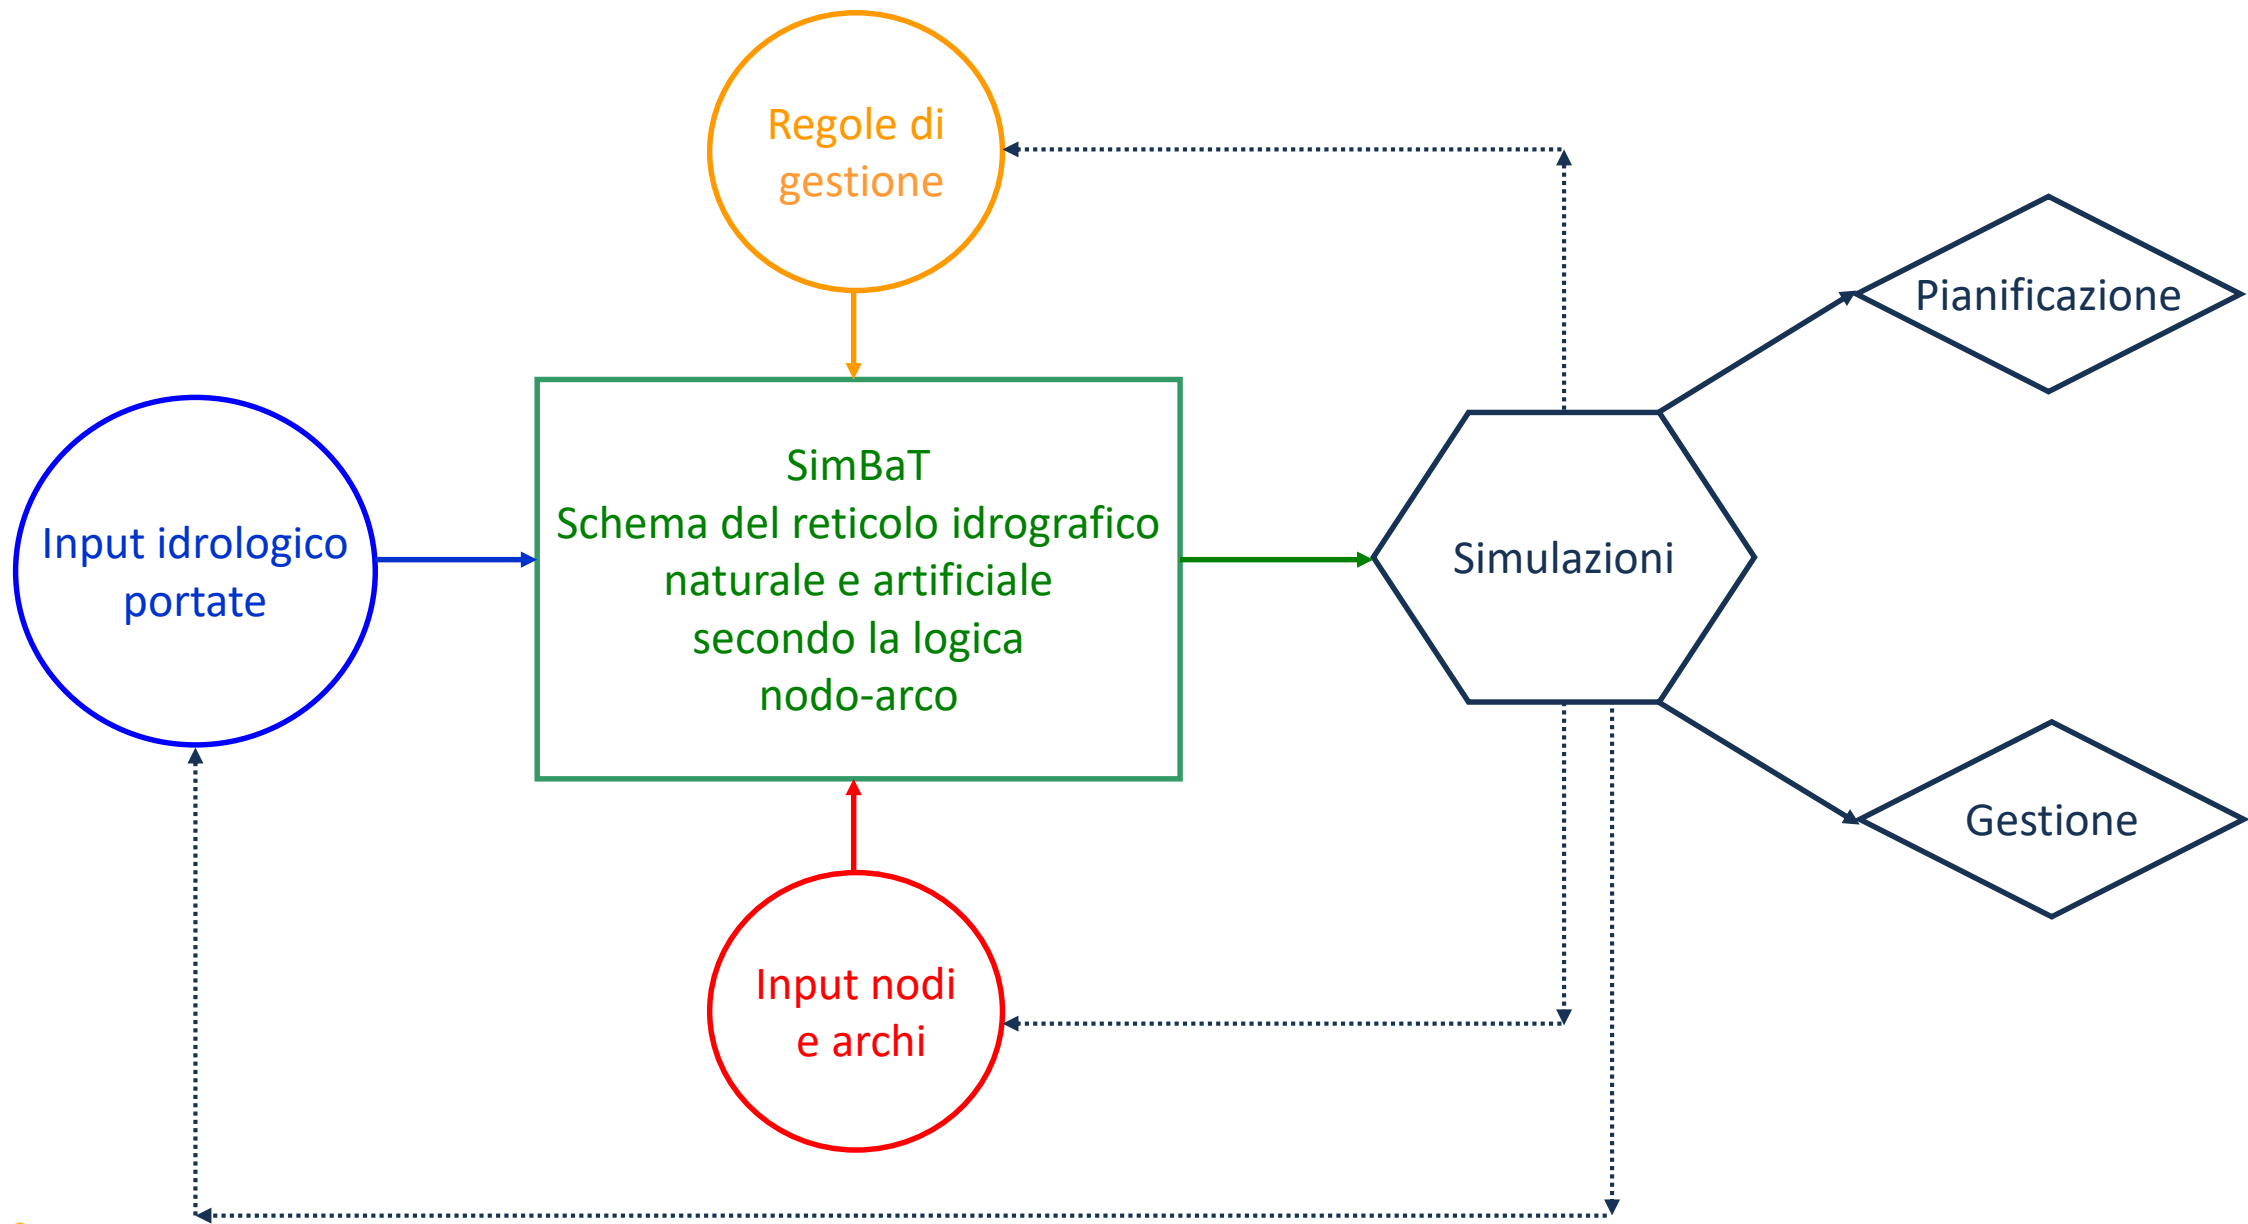 Regole di
gestione
Pianificazione
SimBaT
Schema del reticolo idrografico
naturale e artificiale
secondo la logica
nodo-arco
Input idrologico
portate
Simulazioni
Gestione
Input nodi
e archi